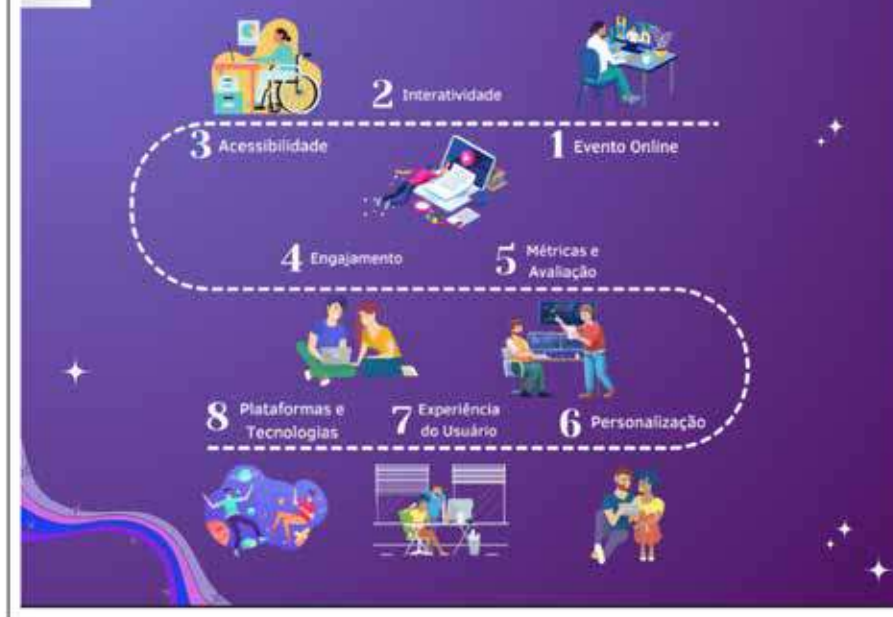 1 Evento Online
2 Interatividade
3 Acessibilidade
4 Engajamento
5 Métricas e
Avaliação
6 Personalização
7 Experiência
do Usuário
8 Plataformas e
Tecnologias